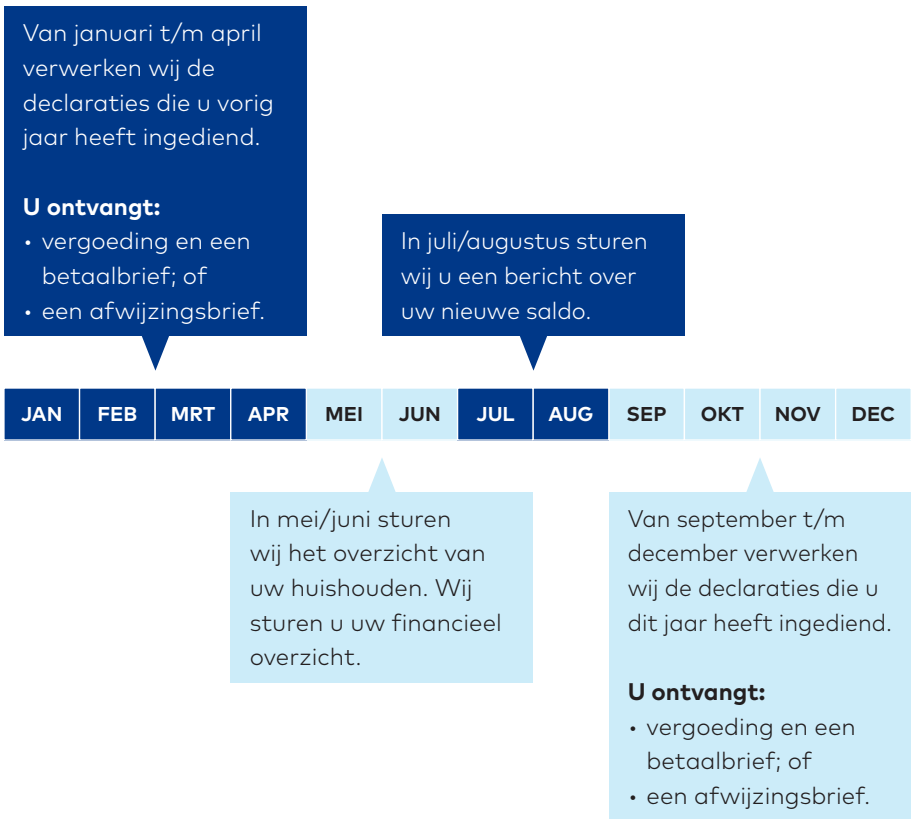 Van januari t/m april
verwerken wij de
declaraties die u vorig
jaar heeft ingediend.
U ontvangt:
• vergoeding en een
betaalbrief; of
• een afwijzingsbrief.
In juli/augustus sturen
wij u een bericht over
uw nieuwe saldo.
JAN FEB MRT APR MEI JUN JUL AUG SEP OKT NOV DEC
In mei/juni sturen
wij het overzicht van
uw huishouden. Wij
sturen u uw financieel
overzicht.
Van september t/m
december verwerken
wij de declaraties die u
dit jaar heeft ingediend.
U ontvangt:
• vergoeding en een
betaalbrief; of
• een afwijzingsbrief.